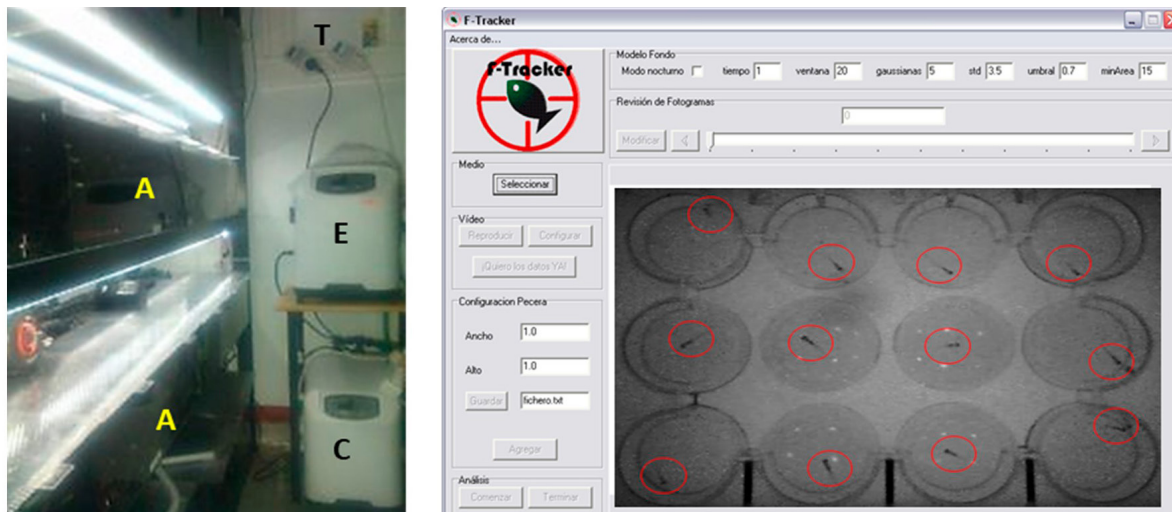 T
A
E
A
C
F-Tracker
Acerca de...
f-Tracker
Modelo Fondo
Modo nocturno tiempo 1 ventana 20 gaussianas 5 std 3.5 umbral 0.7 minArea 15
Revisión de Fotogramas
0
Modificar
Medio
Seleccionar
Vídeo
Reproducir Configurar
¡Quiero los datos YA!
Configuracion Pecera
Ancho 1.0
Alto 1.0
Guardar fichero.txt
Agregar
Análisis
Comenzar Terminar